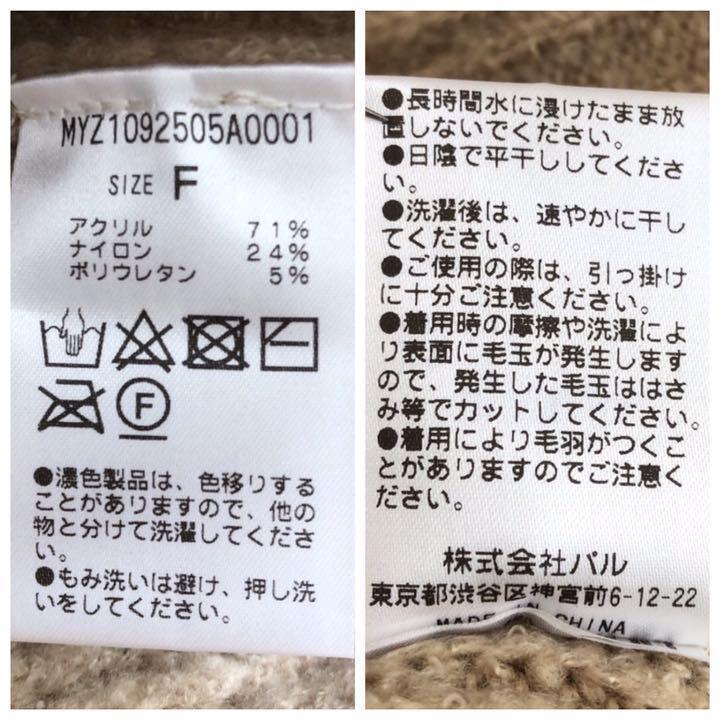 MYZ1092505A0001
SIZE F
アクリル 71%
ナイロン 24%
ポリウレタン 5%
F
●濃色製品は、色移りする
ことがありますので、他の
物と分けて洗濯してくださ
い。
●もみ洗いは避け、押し洗
いをしてください。
●長時間水に浸けたまま放
置しないでください。
●日陰で平干ししてくださ
い。
●洗濯後は、速やかに干し
てください。
●ご使用の際は、引っ掛け
に十分ご注意ください。
●着用時の摩擦や洗濯によ
り表面に毛玉が発生します
ので、発生した毛玉ははさ
み等でカットしてください。
●着用により毛羽がつくこ
とがありますのでご注意く
ださい。
株式会社パル
東京都渋谷区神宮前6-12-22
MADE IN CHINA